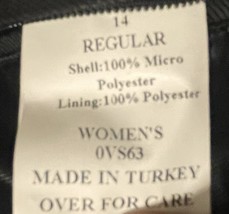 14
REGULAR
Shell:100% Micro
Polyester
Lining:100% Polyester
WOMEN'S
0VS63
MADE IN TURKEY
OVER FOR CARE